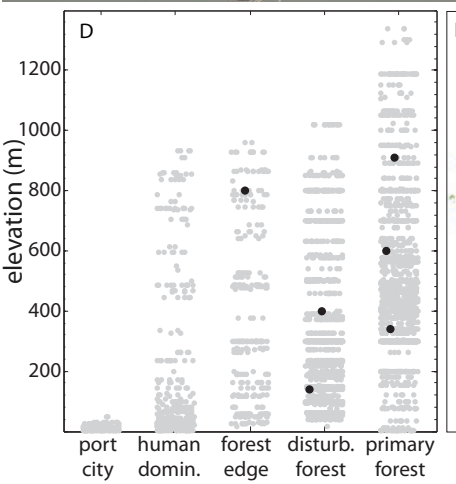 D
elevation (m)
1200
1000
800
600
400
200
port city
human domin.
forest edge
disturb. forest
primary forest